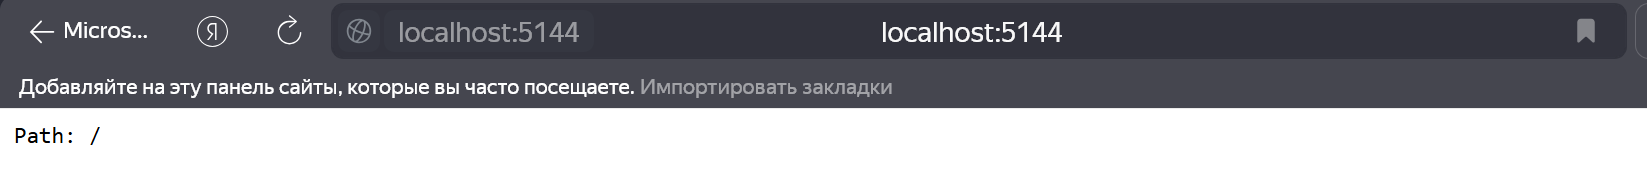 Micros... Я localhost:5144 localhost:5144
Добавляйте на эту панель сайты, которые вы часто посещаете. Импортировать закладки
Path: /